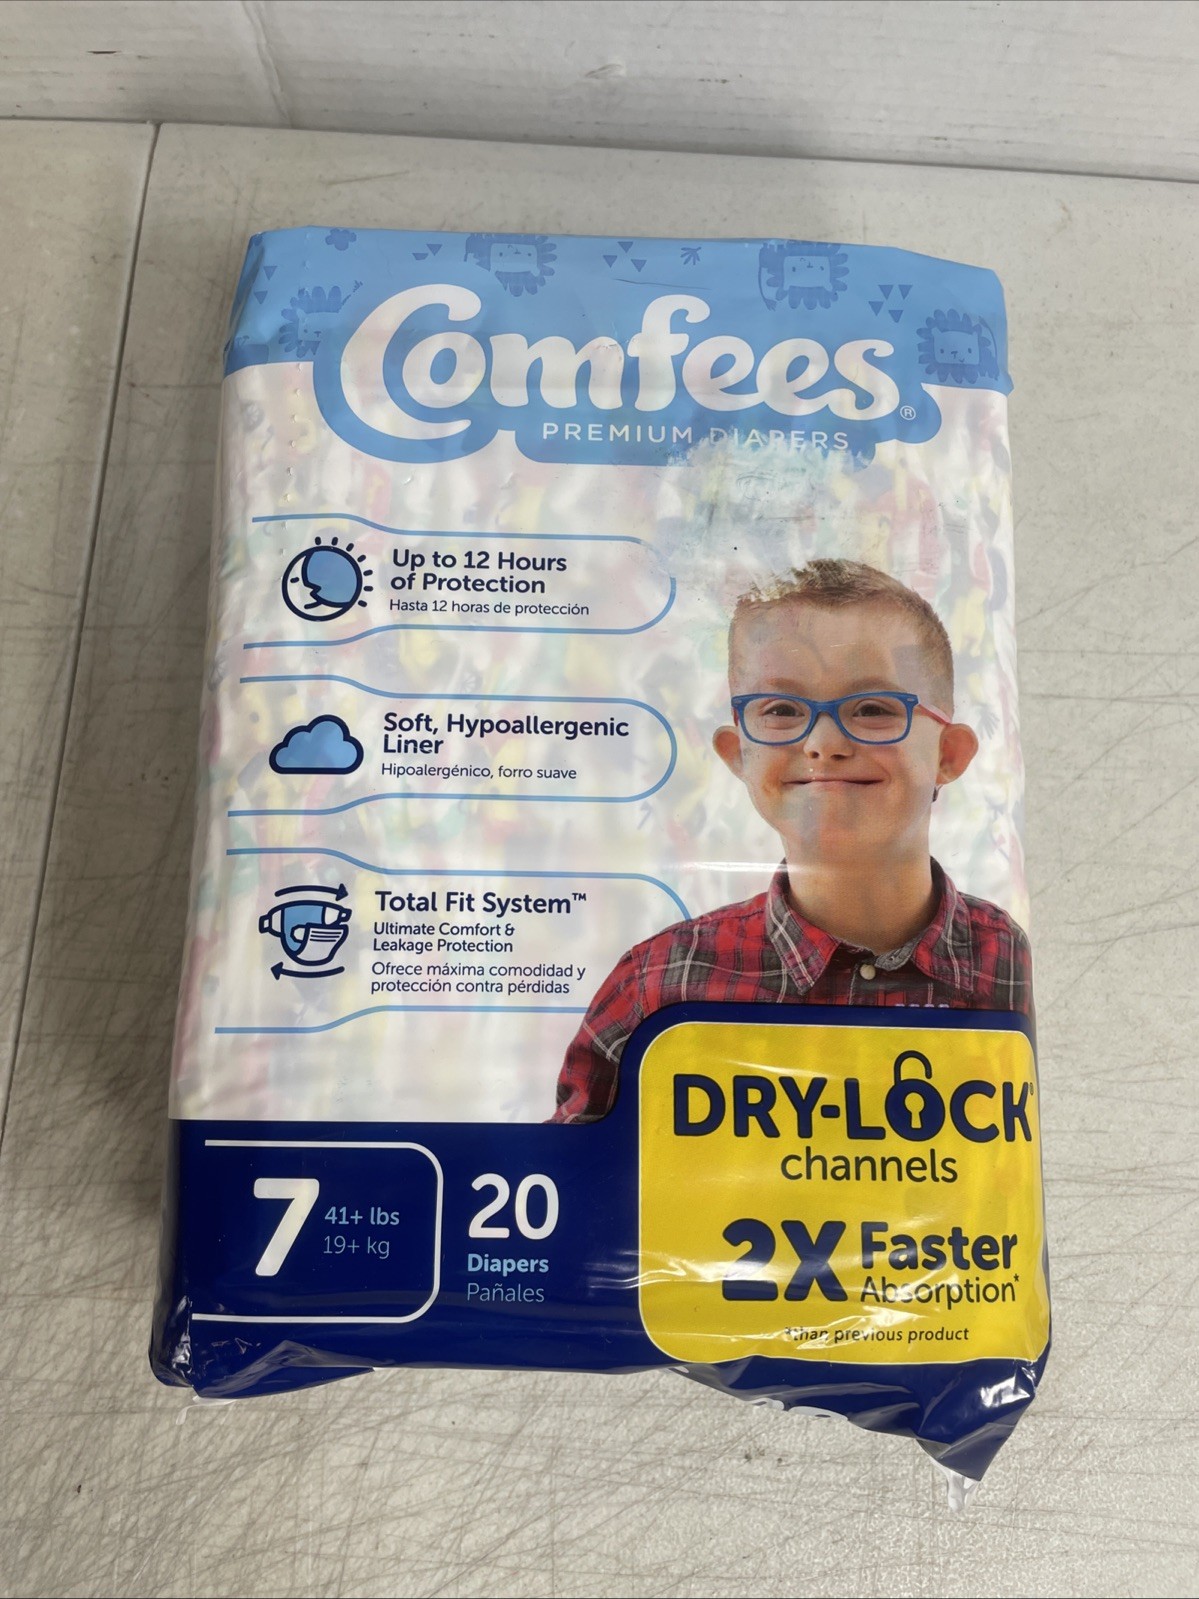 Comfees®
PREMIUM DIAPERS
Up to 12 Hours
of Protection
Hasta 12 horas de protección
Soft, Hypoallergenic
Liner
Hipoalergénico, forro suave
Total Fit System™
Ultimate Comfort &
Leakage Protection
Ofrece máxima comodidad y
protección contra pérdidas
DRY-LOCK®
channels
2X Faster
Absorption*
*than previous product
7
41+ lbs
19+ kg
20
Diapers
Pañales